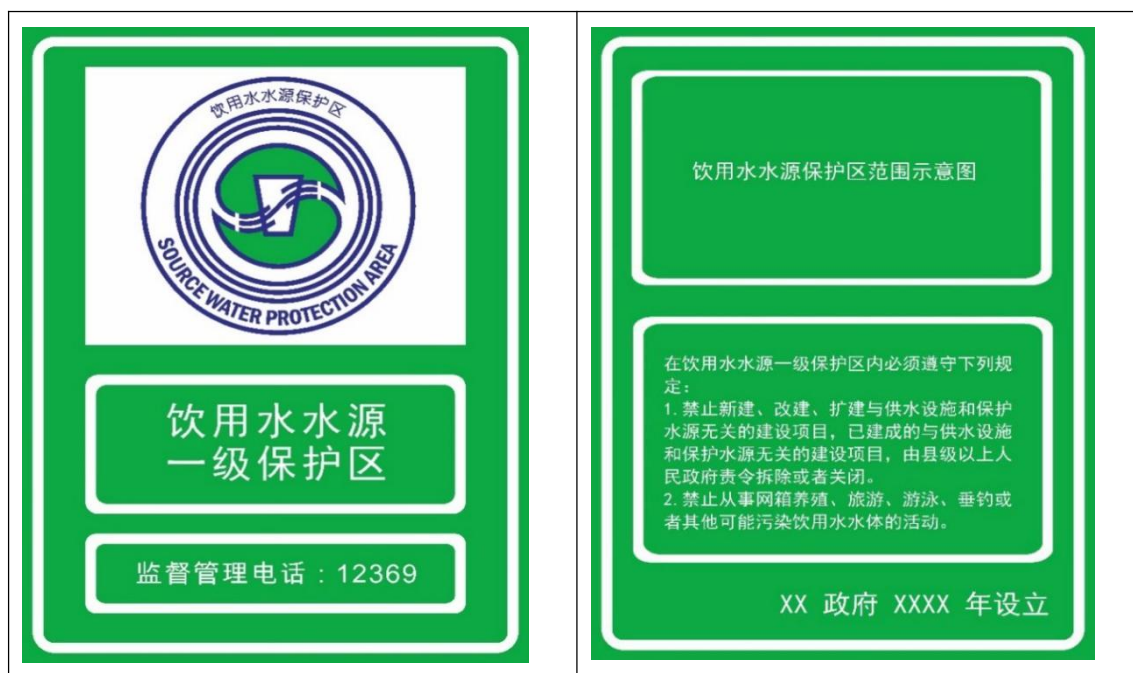 饮用水水源保护区
SOURCE WATER PROTECTION AREA
饮用水水源
一级保护区
监督管理电话：12369
饮用水水源保护区范围示意图
在饮用水水源一级保护区内必须遵守下列规
定：
1. 禁止新建、改建、扩建与供水设施和保护
水源无关的建设项目，已建成的与供水设施
和保护水源无关的建设项目，由县级以上人
民政府责令拆除或者关闭。
2. 禁止从事网箱养殖、旅游、游泳、垂钓或
者其他可能污染饮用水水体的活动。
XX 政府 XXXX 年设立